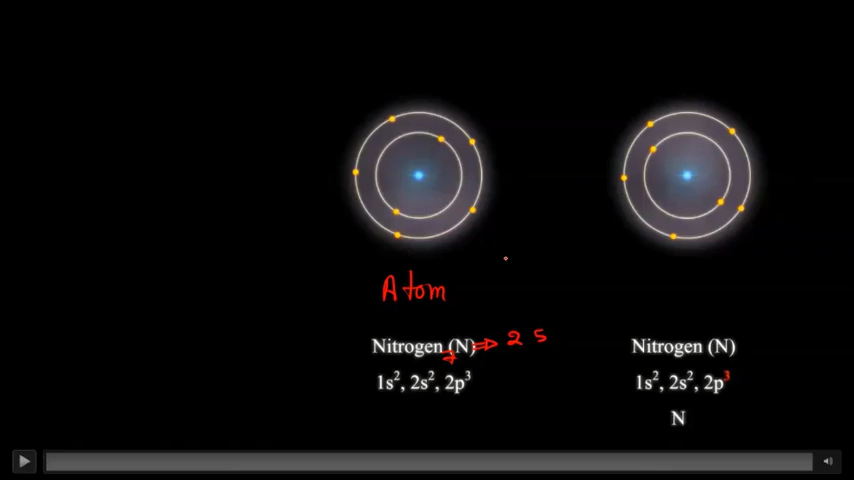 Atom
Nitrogen (N) ⇒ 2 5
7
Nitrogen (N)
1s², 2s², 2p³
1s², 2s², 2p³
N